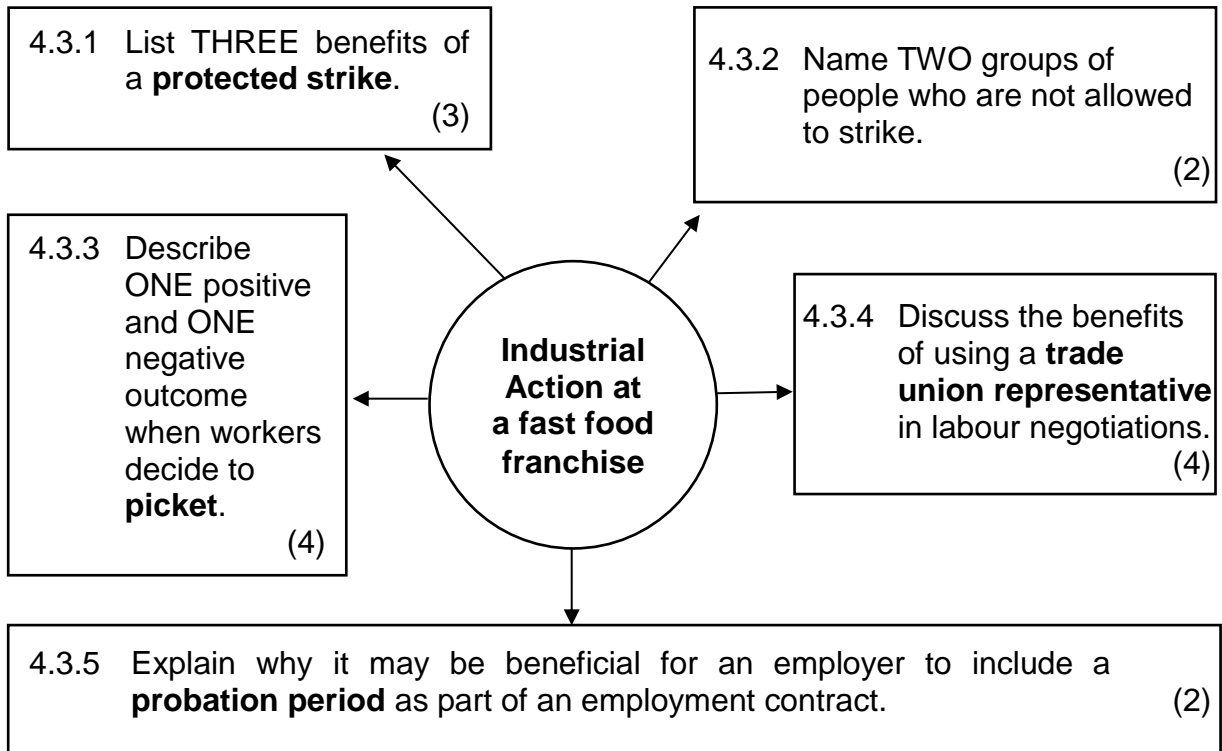 4.3.1 List THREE benefits of
a protected strike.
(3)
4.3.2 Name TWO groups of
people who are not allowed
to strike.
(2)
4.3.3 Describe
ONE positive
and ONE
negative
outcome
when workers
decide to
picket.
(4)
Industrial
Action at
a fast food
franchise
4.3.4 Discuss the benefits
of using a trade
union representative
in labour negotiations.
(4)
4.3.5 Explain why it may be beneficial for an employer to include a
probation period as part of an employment contract. (2)